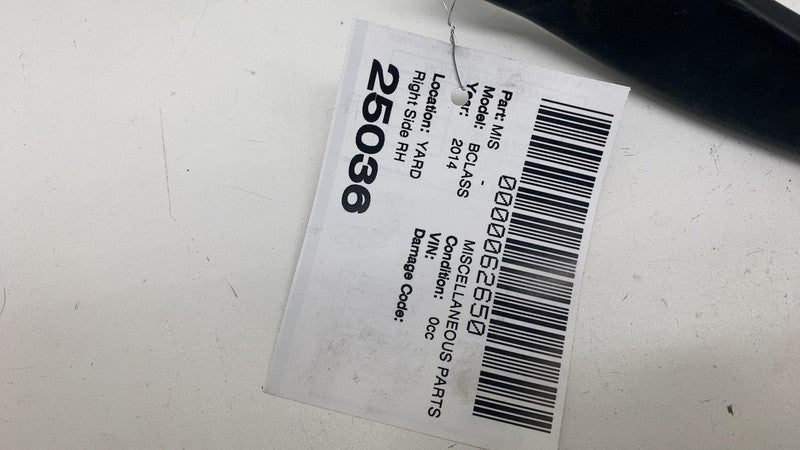 0000062650
Part: MIS - MISCELLANEOUS PARTS
Model: BCLASS Condition: 0cc
Year: 2014 VIN:
Damage Code:
Location: YARD
Right Side RH
25036